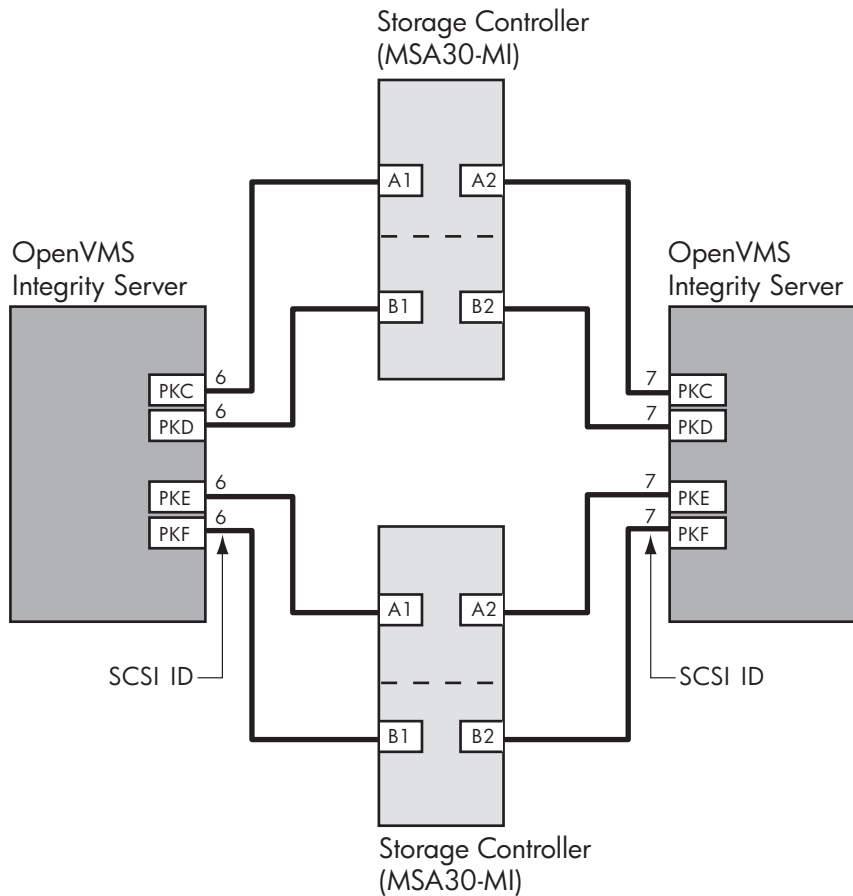 Storage Controller
(MSA30-MI)
A1 A2
OpenVMS
Integrity Server
OpenVMS
Integrity Server
B1 B2
PKC 6
7 PKC
PKD 6
7 PKD
PKE 6
7 PKE
PKF 6
7 PKF
A1 A2
SCSI ID
SCSI ID
B1 B2
Storage Controller
(MSA30-MI)